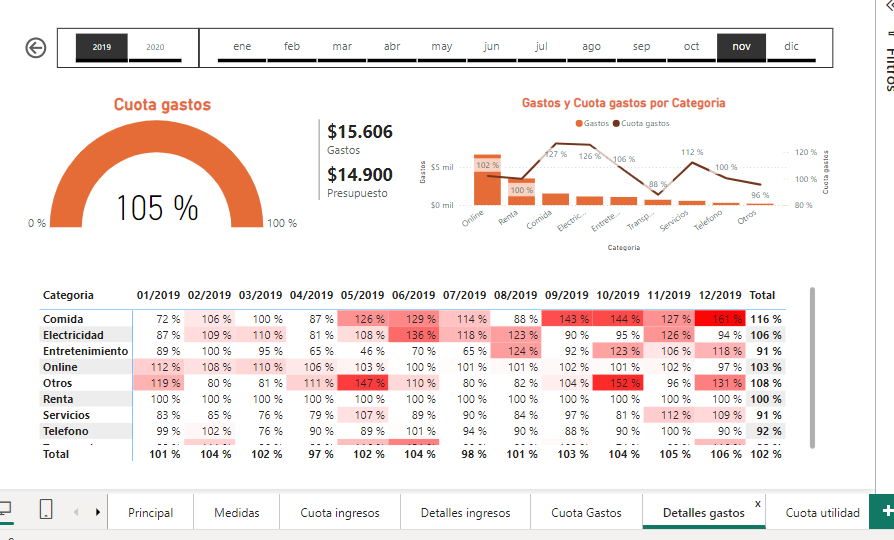 2019 2020 ene feb mar abr may jun jul ago sep oct nov dic
Filtros
Cuota gastos
105 %
0 % 100 %
$15.606
Gastos
$14.900
Presupuesto
Gastos y Cuota gastos por Categoria
Gastos Cuota gastos
Gastos
$5 mil
$0 mil
102 % 100 % 127 % 126 % 106 % 88 % 112 % 100 % 96 %
120 %
100 %
80 %
Cuota gastos
Online Renta Comida Electric... Entrete... Transp... Servicios Telefono Otros
Categoria
Categoria 01/2019 02/2019 03/2019 04/2019 05/2019 06/2019 07/2019 08/2019 09/2019 10/2019 11/2019 12/2019 Total
Comida 72 % 106 % 100 % 87 % 126 % 129 % 114 % 88 % 143 % 144 % 127 % 161 % 116 %
Electricidad 87 % 109 % 110 % 81 % 108 % 136 % 118 % 123 % 90 % 95 % 126 % 94 % 106 %
Entretenimiento 89 % 100 % 95 % 65 % 46 % 70 % 65 % 124 % 92 % 123 % 106 % 118 % 91 %
Online 112 % 108 % 110 % 106 % 103 % 100 % 101 % 101 % 102 % 101 % 102 % 97 % 103 %
Otros 119 % 80 % 81 % 111 % 147 % 110 % 80 % 82 % 104 % 152 % 96 % 131 % 108 %
Renta 100 % 100 % 100 % 100 % 100 % 100 % 100 % 100 % 100 % 100 % 100 % 100 % 100 %
Servicios 83 % 85 % 76 % 79 % 107 % 89 % 90 % 84 % 97 % 81 % 112 % 109 % 91 %
Telefono 99 % 102 % 76 % 90 % 89 % 101 % 94 % 90 % 88 % 90 % 100 % 90 % 92 %
Total 101 % 104 % 102 % 97 % 102 % 104 % 98 % 101 % 103 % 104 % 105 % 106 % 102 %
Principal Medidas Cuota ingresos Detalles ingresos Cuota Gastos Detalles gastos x Cuota utilidad +